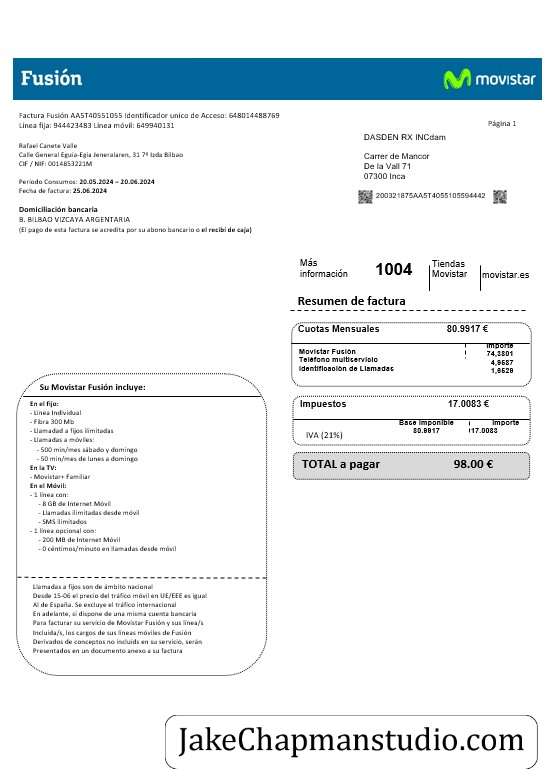 Fusión
movistar
Factura Fusión AA5T40551055 Identificador unico de Acceso: 648014488769
Línea fija: 944423483 Línea móvil: 649940131
Página 1
DASDEN RX INCdam
Rafael Canete Valle
Calle General Eguia-Egia Jeneralaren, 31 7º Izda Bilbao
CIF / NIF: 0014853221M
Carrer de Mancor
De la Vall 71
07300 Inca
Periodo Consumos: 20.05.2024 – 20.06.2024
Fecha de factura: 25.06.2024
200321875AA5T4055105594442
Domiciliación bancaria
B. BILBAO VIZCAYA ARGENTARIA
(El pago de esta factura se acredita por su abono bancario o el recibí de caja)
Más información
1004
Tiendas Movistar
movistar.es
Resumen de factura
Cuotas Mensuales 80.9917 €
Importe
Movistar Fusión 74,3801
Teléfono multiservicio 4,9587
Identificación de Llamadas 1,6529
Impuestos 17.0083 €
Base imponible Importe
80.9917 17.0083
IVA (21%)
TOTAL a pagar 98.00 €
Su Movistar Fusión incluye:
En el fijo:
- Línea Individual
- Fibra 300 Mb
- Llamadad a fijos ilimitadas
- Llamadas a móviles:
- 500 min/mes sábado y domingo
- 50 min/mes de lunes a domingo
En la TV:
- Movistar+ Familiar
En el Móvil:
- 1 línea con:
- 8 GB de Internet Móvil
- Llamadas ilimitadas desde móvil
- SMS ilimitados
- 1 línea opcional con:
- 200 MB de Internet Móvil
- 0 céntimos/minuto en llamadas desde móvil
Llamadas a fijos son de ámbito nacional
Desde 15-06 el precio del tráfico móvil en UE/EEE es igual
Al de España. Se excluye el tráfico internacional
En adelante, si dispone de una misma cuenta bancaria
Para facturar su servicio de Movistar Fusión y sus línea/s
Incluida/s, los cargos de sus líneas móviles de Fusión
Derivados de conceptos no incluids en su servicio, serán
Presentados en un documento anexo a su factura
JakeChapmanstudio.com